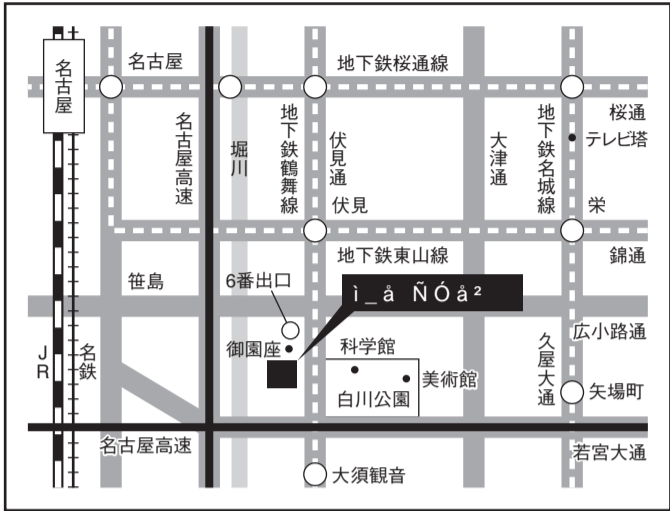 名古屋
名古屋
地下鉄桜通線
桜通
テレビ塔
名古屋高速
堀川
地下鉄鶴舞線
伏見通
大津通
地下鉄名城線
伏見
栄
地下鉄東山線
錦通
笹島
6番出口
ì_å ÑÓå²
広小路通
JR
名鉄
御園座
科学館
美術館
白川公園
久屋大通
矢場町
名古屋高速
若宮大通
大須観音